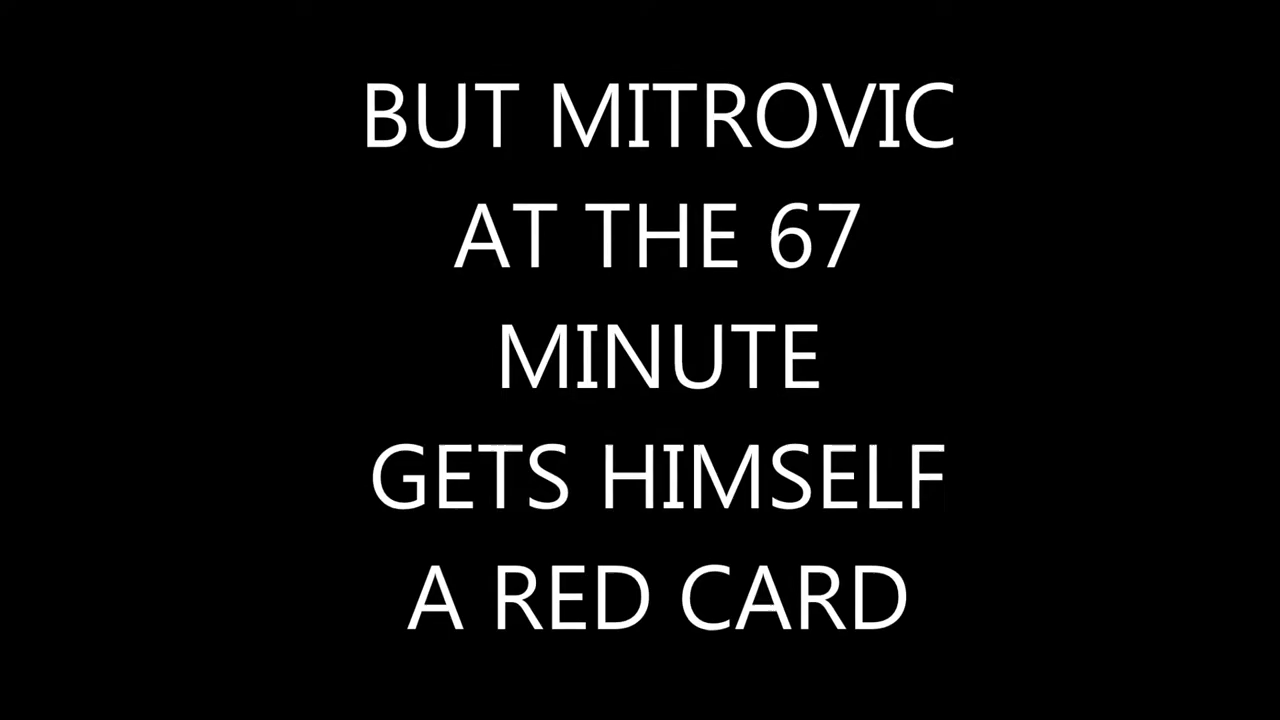 BUT MITROVIC
AT THE 67
MINUTE
GETS HIMSELF
A RED CARD